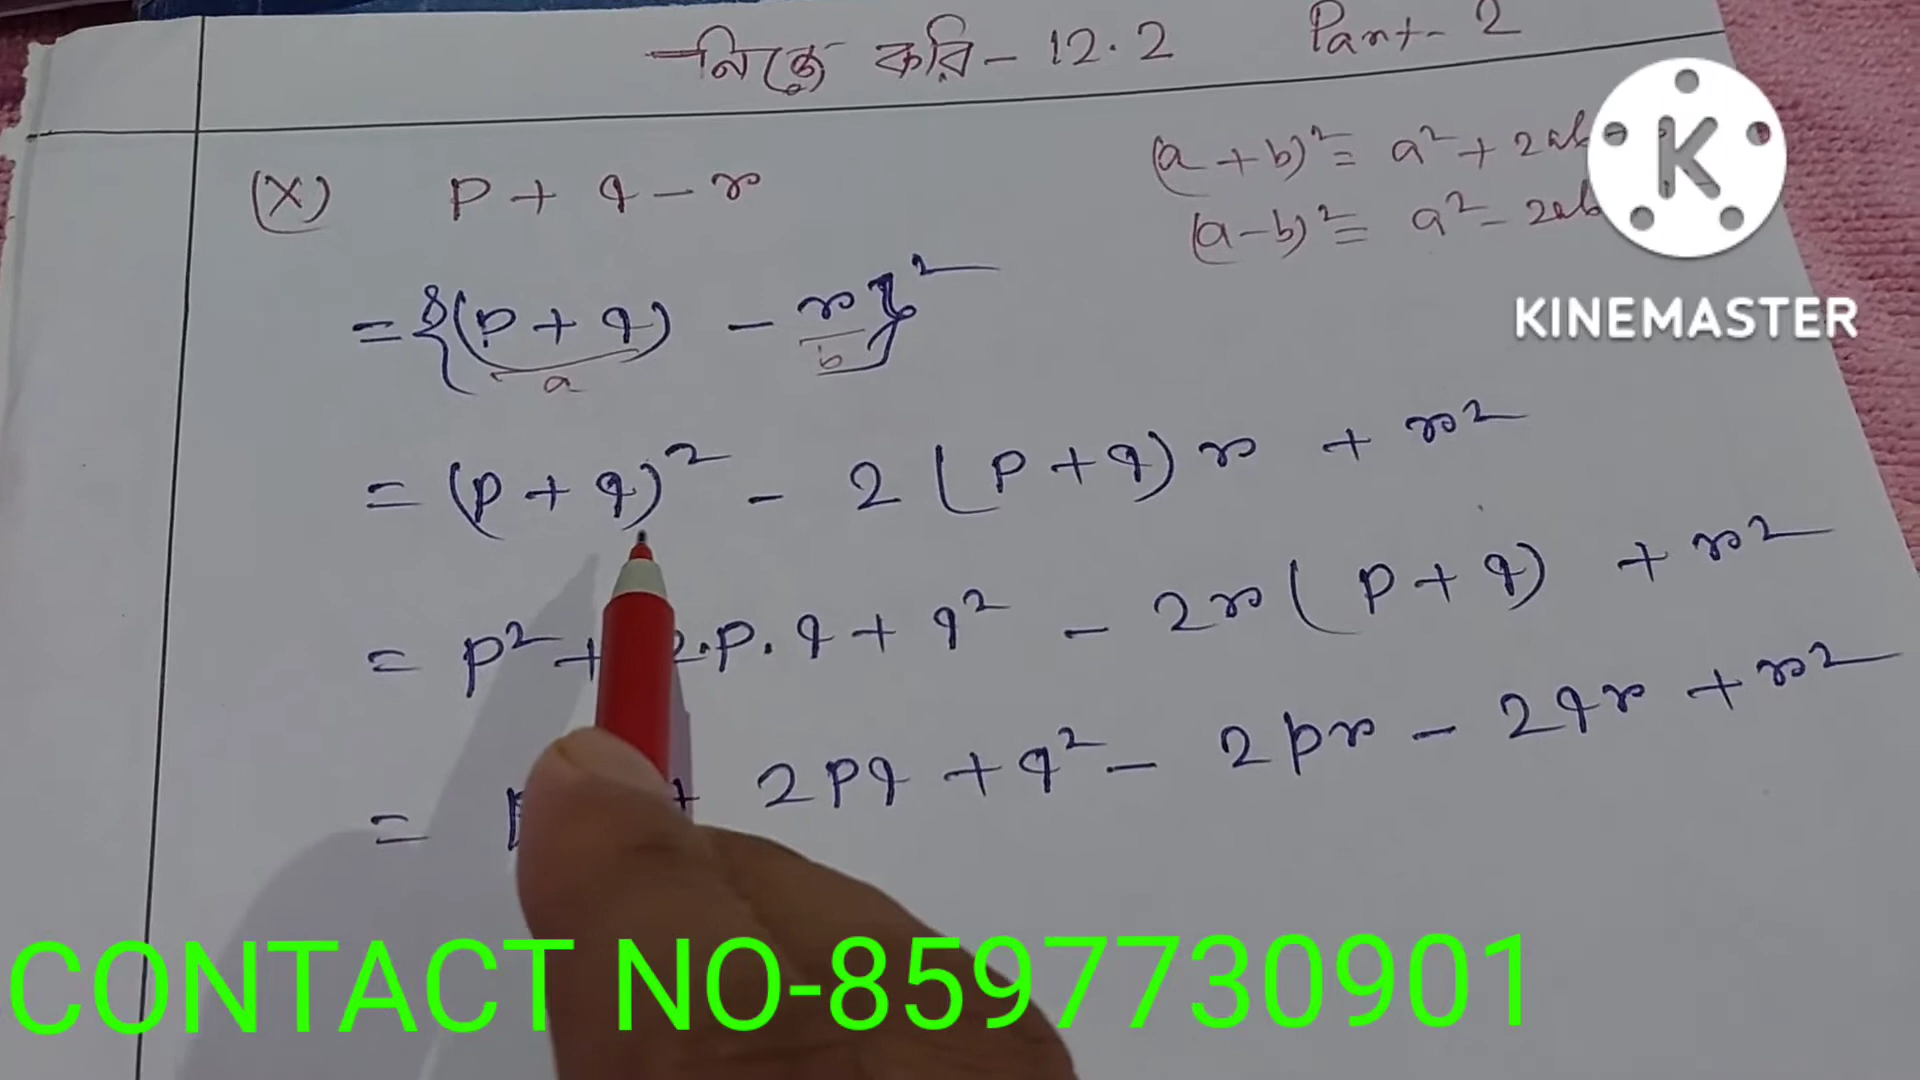 নিজে করি - 12.2 Part - 2
(a + b)² = a² + 2ab
(a - b)² = a² - 2ab
(X) p + q - r
= {(p + q) - r}²
a b
= (p + q)² - 2 (p + q) r + r²
= p² + 2.p.q + q² - 2r (p + q) + r²
= p + 2pq + q² - 2pr - 2qr + r²
K
KINEMASTER
CONTACT NO-8597730901